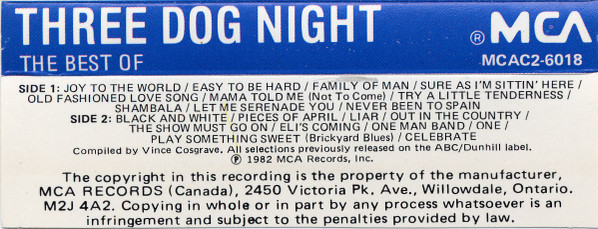 THREE DOG NIGHT
THE BEST OF
® MCA
MCAC2-6018
SIDE 1: JOY TO THE WORLD / EASY TO BE HARD / FAMILY OF MAN / SURE AS I'M SITTIN' HERE /
OLD FASHIONED LOVE SONG / MAMA TOLD ME (Not To Come) / TRY A LITTLE TENDERNESS /
SHAMBALA / LET ME SERENADE YOU / NEVER BEEN TO SPAIN
SIDE 2: BLACK AND WHITE / PIECES OF APRIL / LIAR / OUT IN THE COUNTRY /
THE SHOW MUST GO ON / ELI'S COMING / ONE MAN BAND / ONE /
PLAY SOMETHING SWEET (Brickyard Blues) / CELEBRATE
Compiled by Vince Cosgrave. All selections previously released on the ABC/Dunhill label.
℗ 1982 MCA Records, Inc.
The copyright in this recording is the property of the manufacturer,
MCA RECORDS (Canada), 2450 Victoria Pk. Ave., Willowdale, Ontario.
M2J 4A2. Copying in whole or in part by any process whatsoever is an
infringement and subject to the penalties provided by law.